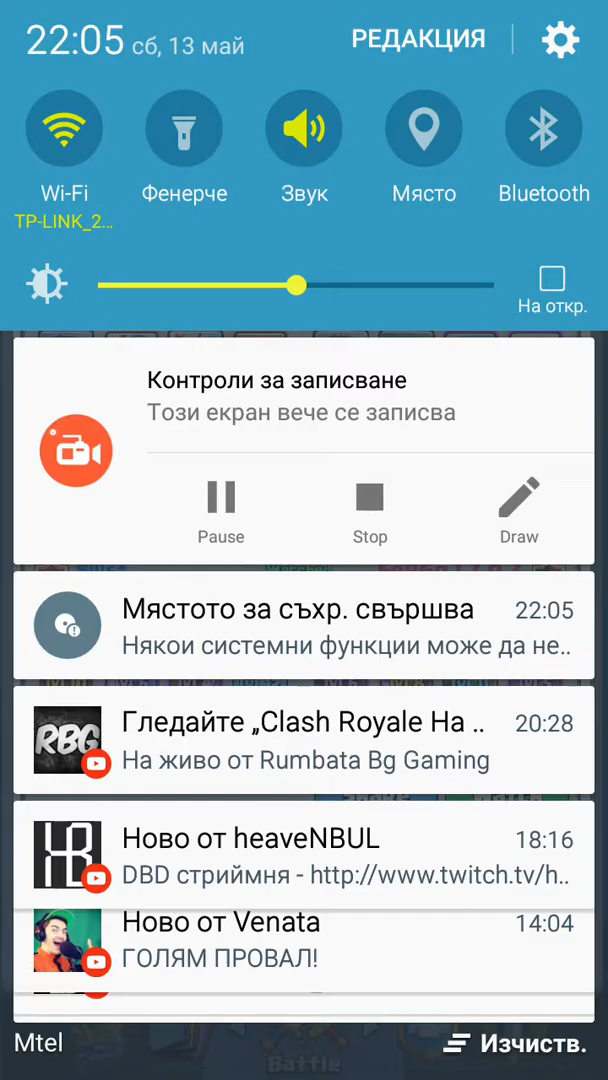 22:05 сб, 13 май РЕДАКЦИЯ
Wi-Fi Фенерче Звук Място Bluetooth
TP-LINK_2...
На откр.
Контроли за записване
Този екран вече се записва
Pause Stop Draw
Мястото за съхр. свършва 22:05
Някои системни функции може да не..
RBG
Гледайте „Clash Royale На .. 20:28
На живо от Rumbata Bg Gaming
Ново от heaveNBUL 18:16
DBD стриймня - http://www.twitch.tv/h..
Ново от Venata 14:04
ГОЛЯМ ПРОВАЛ!
Battle
Mtel Изчиств.